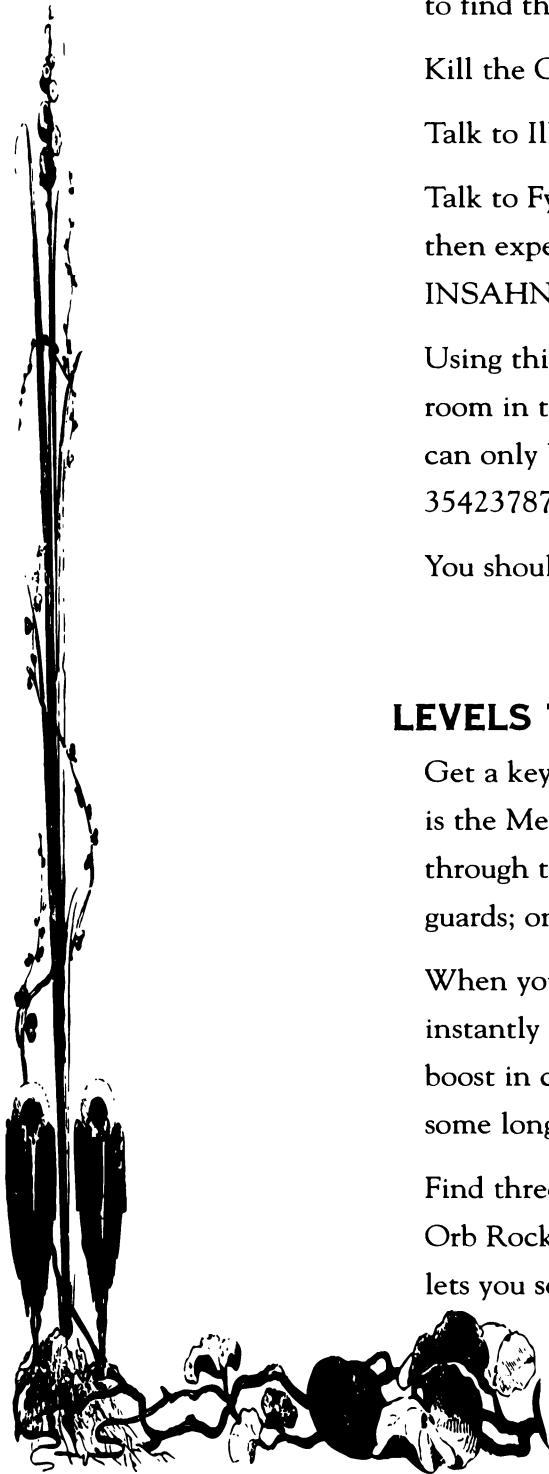 to find th
Kill the
Talk to Il
Talk to Fy
then expe
INSAHN
Using thi
room in t
can only
35423787
You shoul
LEVELS
Get a key
is the Me
through t
guards; or
When you
instantly
boost in
some long
Find three
Orb Rock
lets you se